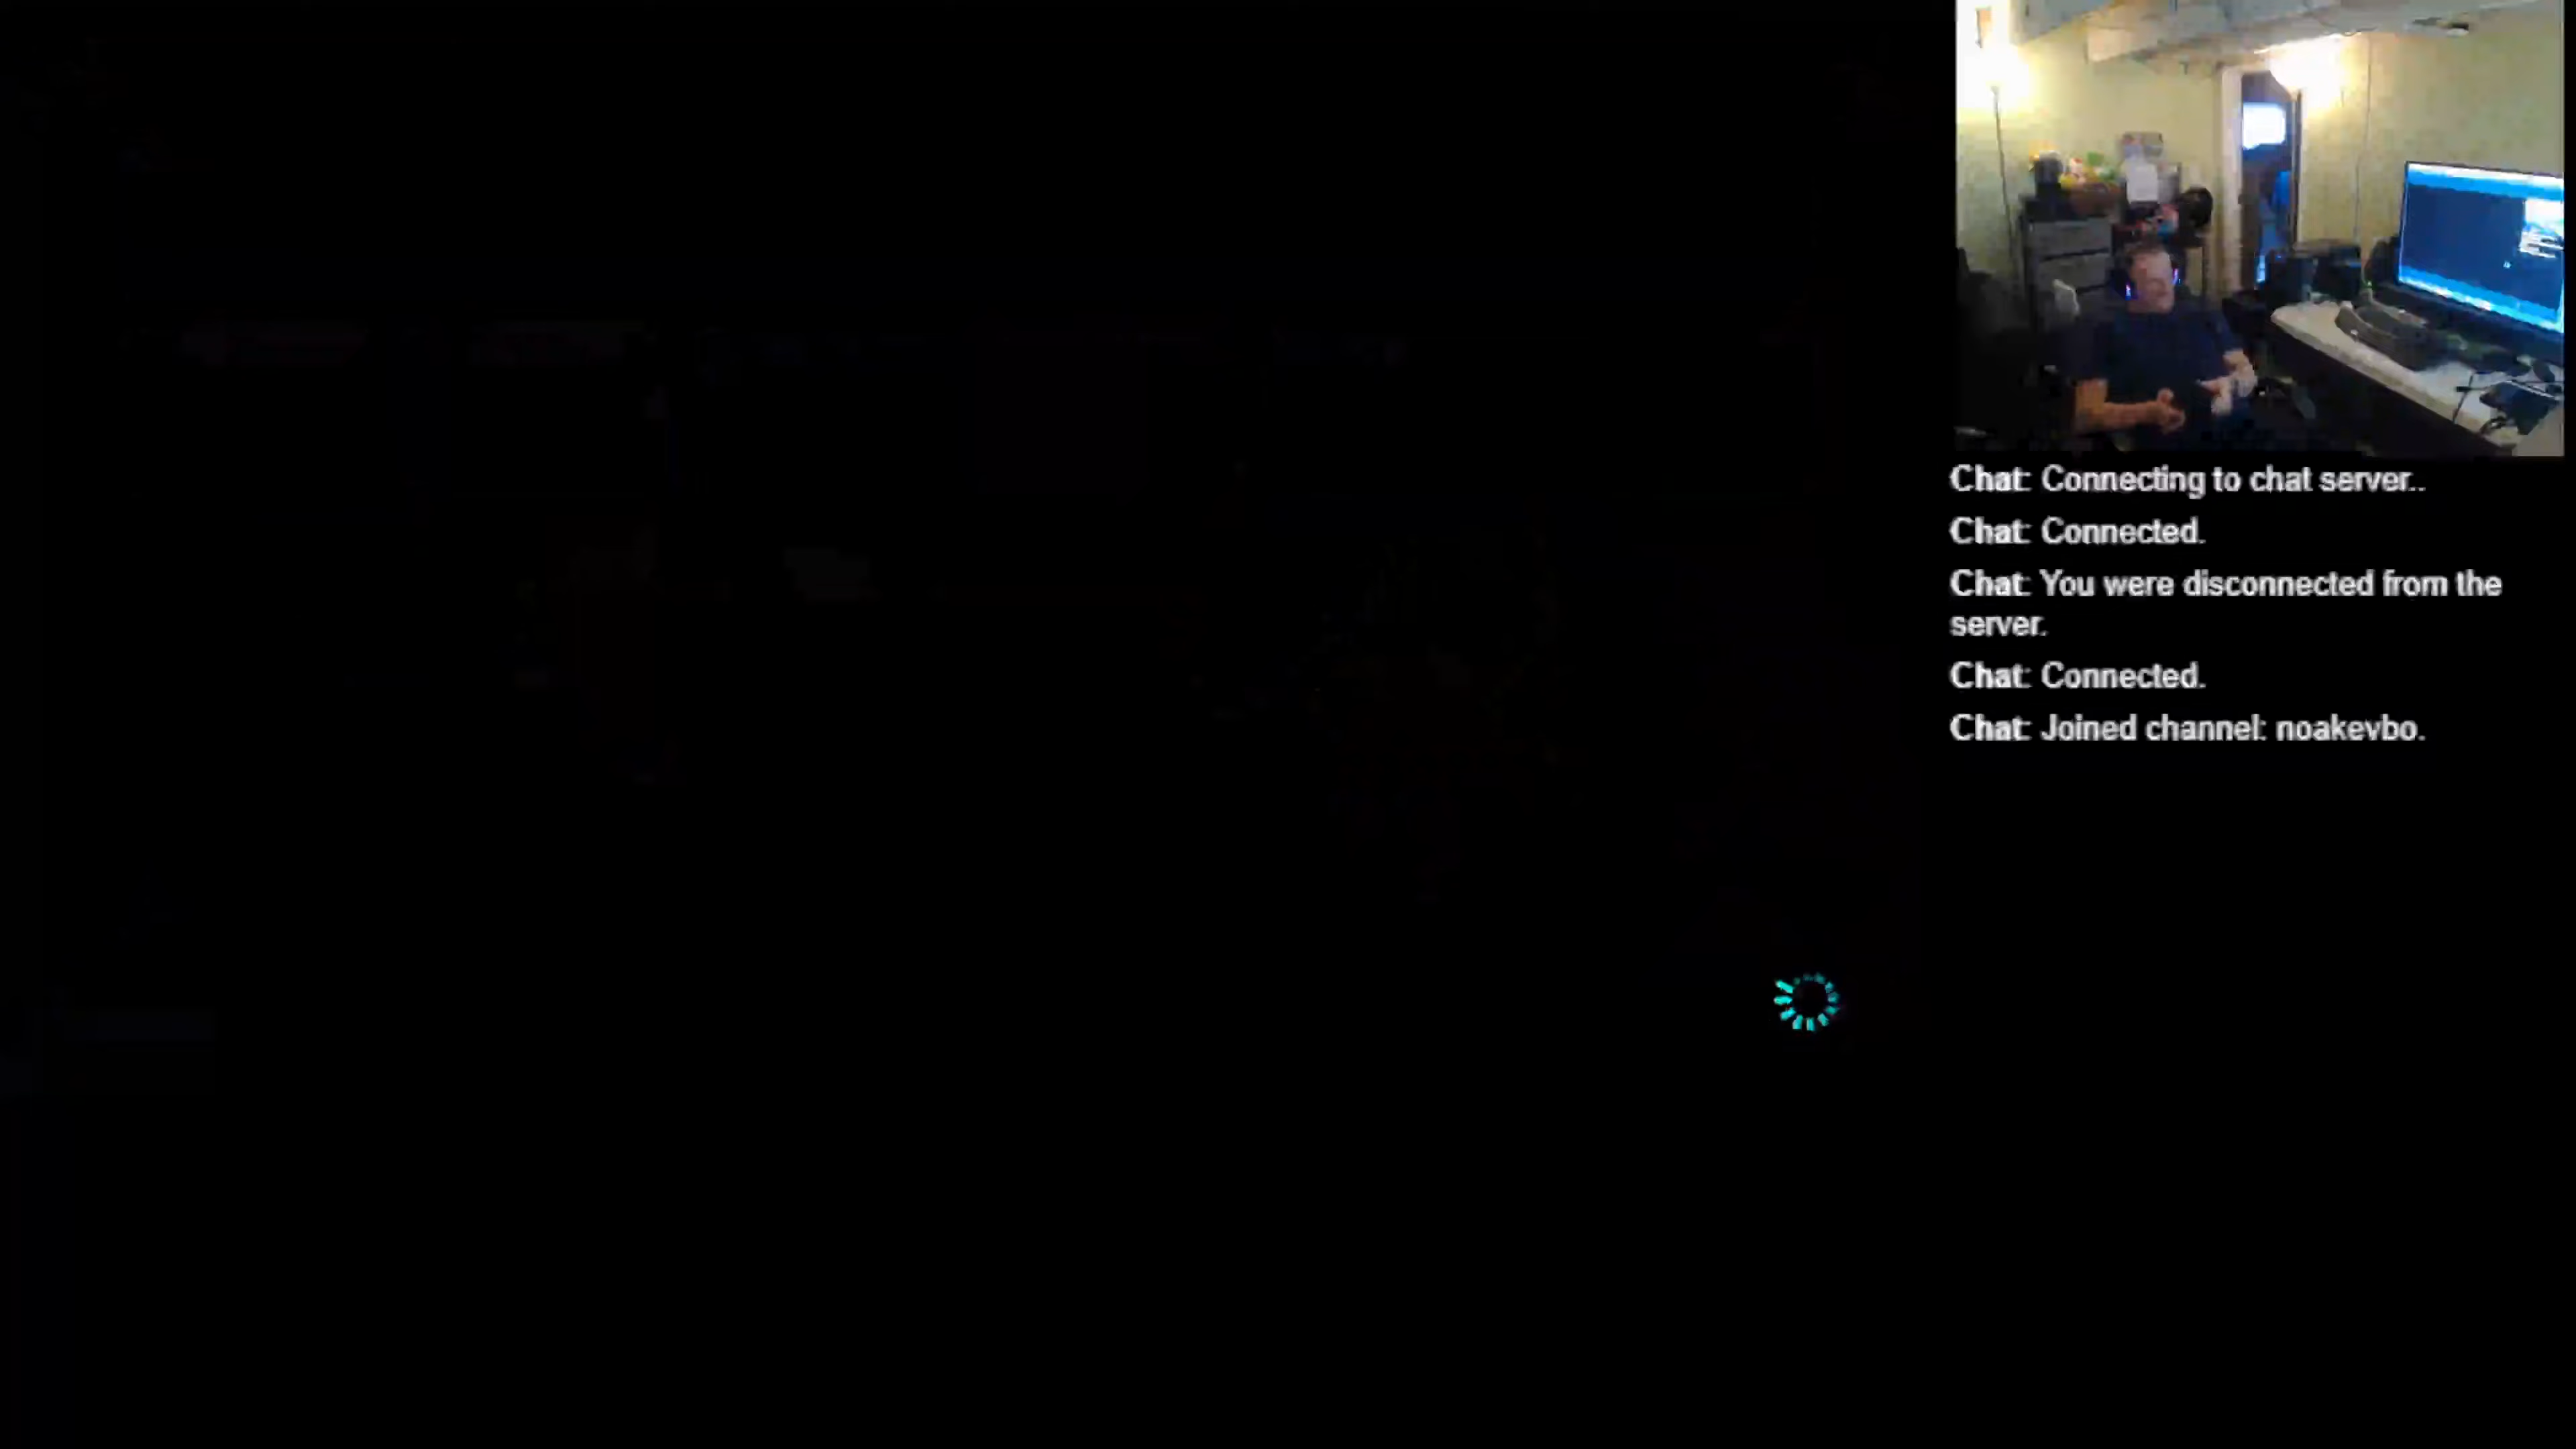 Chat: Connecting to chat server..
Chat: Connected.
Chat: You were disconnected from the
server.
Chat: Connected.
Chat: Joined channel: noakevbo.